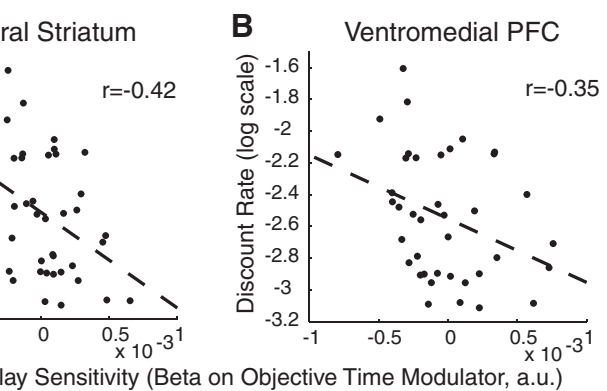 ral Striatum
r=-0.42
0 0.5 1
x 10-3
B Ventromedial PFC
r=-0.35
Discount Rate (log scale)
-1.6
-1.8
-2
-2.2
-2.4
-2.6
-2.8
-3
-3.2
-1 -0.5 0 0.5 1
x 10-3
lay Sensitivity (Beta on Objective Time Modulator, a.u.)